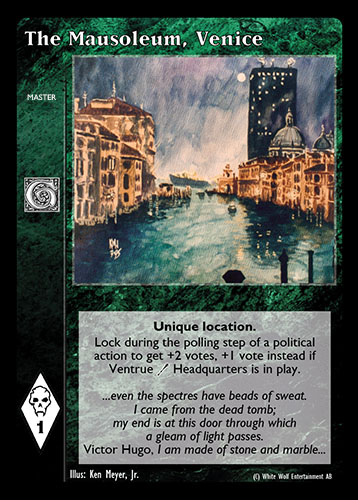 The Mausoleum, Venice
MASTER
Unique location.
Lock during the polling step of a political
action to get +2 votes, +1 vote instead if
Ventrue Headquarters is in play.
...even the spectres have beads of sweat.
I came from the dead tomb;
my end is at this door through which
a gleam of light passes.
Victor Hugo, I am made of stone and marble...
1
Illus: Ken Meyer, Jr.
(C) White Wolf Entertainment AB